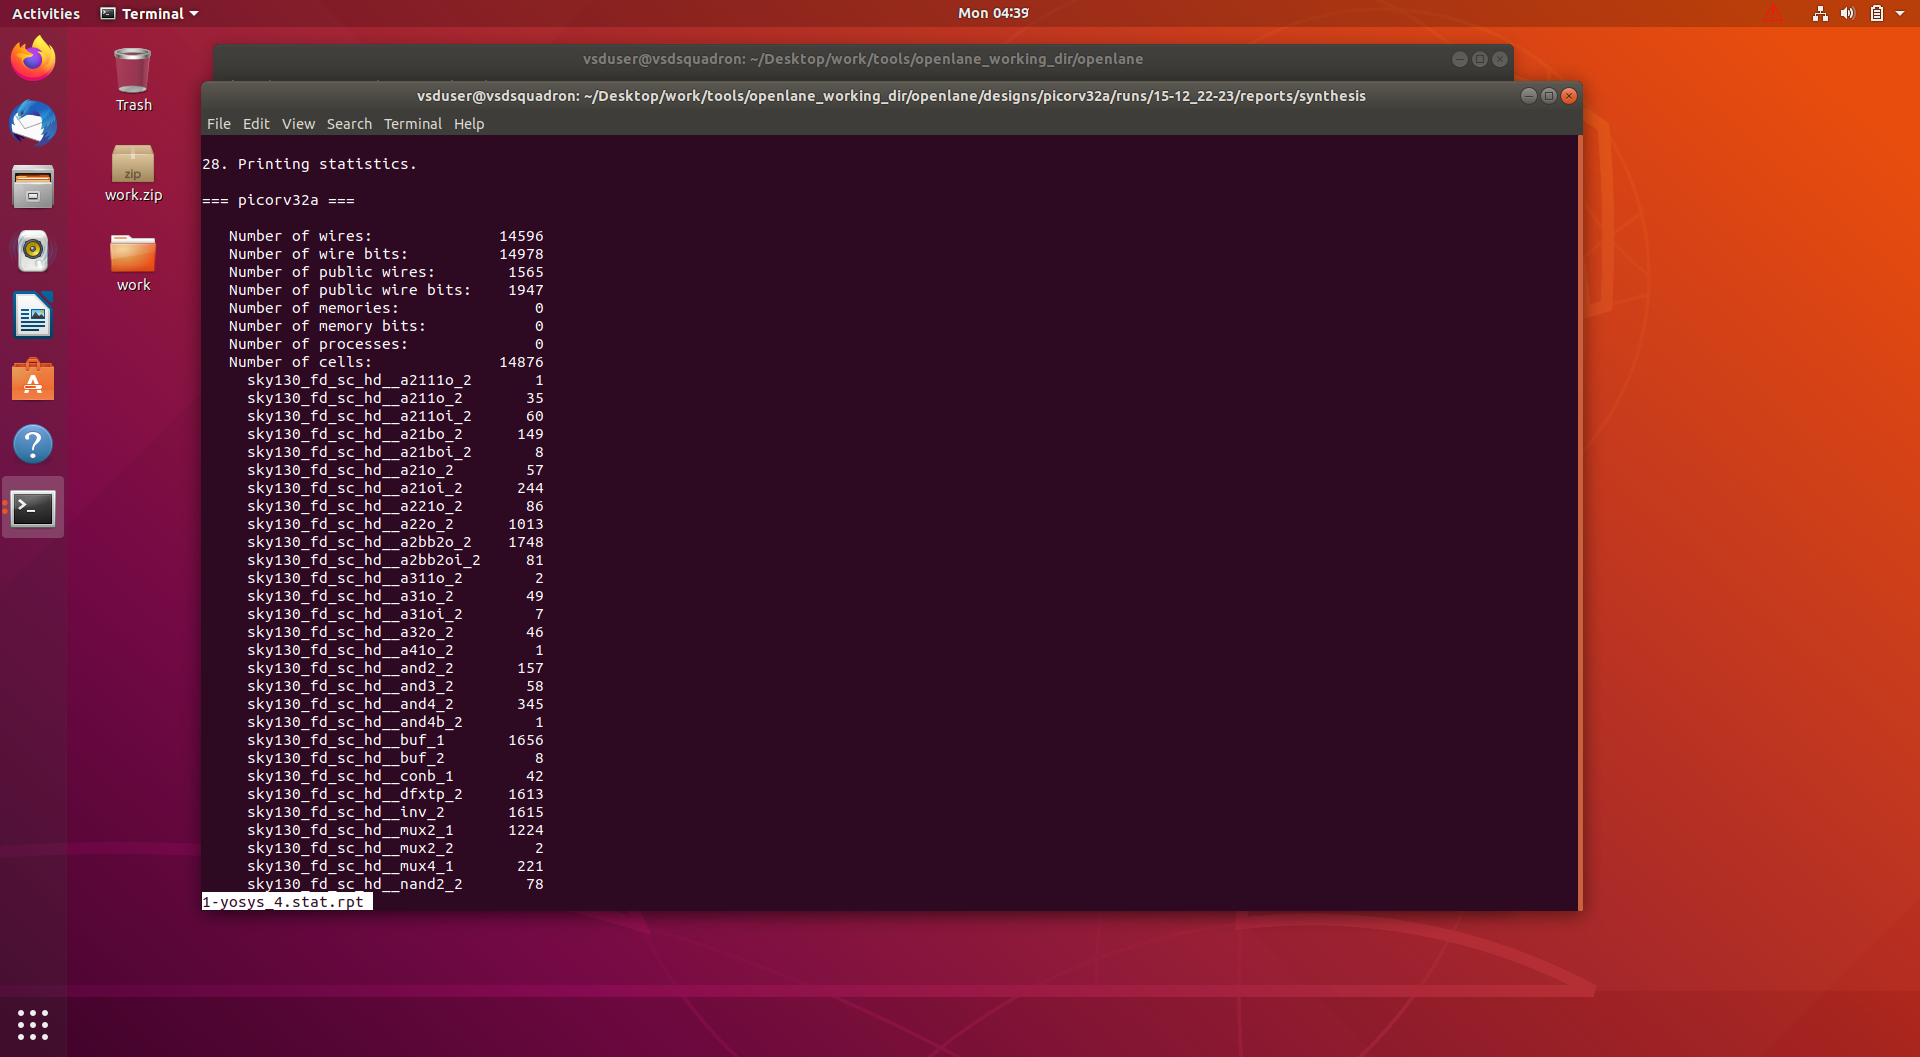 Activities Terminal Mon 04:39
vsduser@vsdsquadron: ~/Desktop/work/tools/openlane_working_dir/openlane
Trash
zip
work.zip
work
vsduser@vsdsquadron: ~/Desktop/work/tools/openlane_working_dir/openlane/designs/picorv32a/runs/15-12_22-23/reports/synthesis
File Edit View Search Terminal Help
28. Printing statistics.
=== picorv32a ===
Number of wires: 14596
Number of wire bits: 14978
Number of public wires: 1565
Number of public wire bits: 1947
Number of memories: 0
Number of memory bits: 0
Number of processes: 0
Number of cells: 14876
sky130_fd_sc_hd__a2111o_2 1
sky130_fd_sc_hd__a211o_2 35
sky130_fd_sc_hd__a211oi_2 60
sky130_fd_sc_hd__a21bo_2 149
sky130_fd_sc_hd__a21boi_2 8
sky130_fd_sc_hd__a21o_2 57
sky130_fd_sc_hd__a21oi_2 244
sky130_fd_sc_hd__a221o_2 86
sky130_fd_sc_hd__a22o_2 1013
sky130_fd_sc_hd__a2bb2o_2 1748
sky130_fd_sc_hd__a2bb2oi_2 81
sky130_fd_sc_hd__a311o_2 2
sky130_fd_sc_hd__a31o_2 49
sky130_fd_sc_hd__a31oi_2 7
sky130_fd_sc_hd__a32o_2 46
sky130_fd_sc_hd__a41o_2 1
sky130_fd_sc_hd__and2_2 157
sky130_fd_sc_hd__and3_2 58
sky130_fd_sc_hd__and4_2 345
sky130_fd_sc_hd__and4b_2 1
sky130_fd_sc_hd__buf_1 1656
sky130_fd_sc_hd__buf_2 8
sky130_fd_sc_hd__conb_1 42
sky130_fd_sc_hd__dfxtp_2 1613
sky130_fd_sc_hd__inv_2 1615
sky130_fd_sc_hd__mux2_1 1224
sky130_fd_sc_hd__mux2_2 2
sky130_fd_sc_hd__mux4_1 221
sky130_fd_sc_hd__nand2_2 78
1-yosys_4.stat.rpt